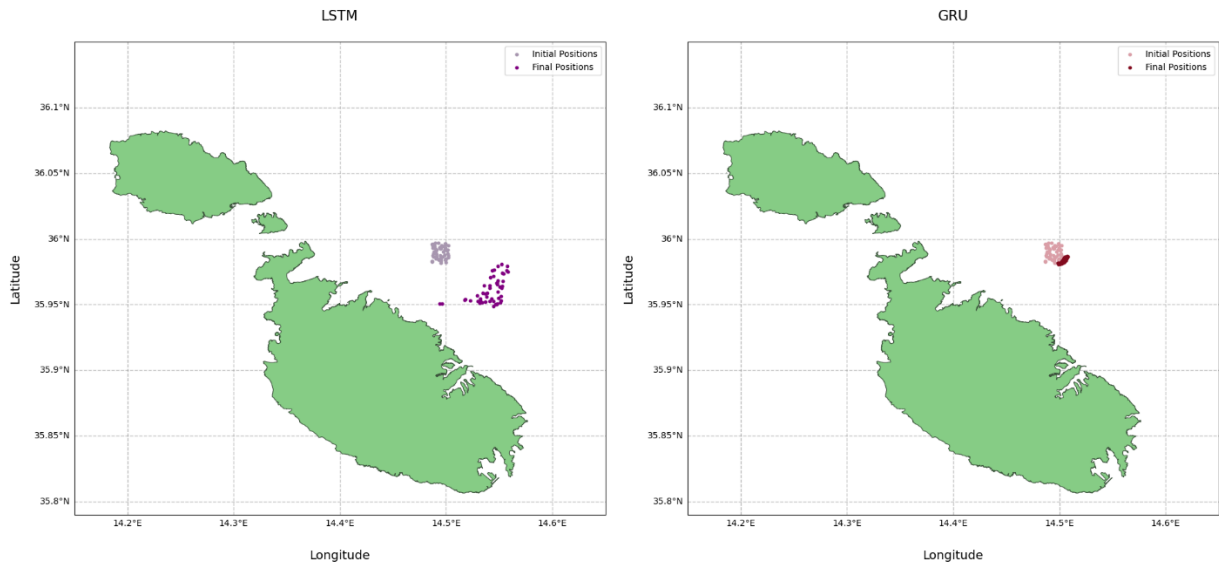 LSTM
Initial Positions
Final Positions
36.1°N
36.05°N
36°N
35.95°N
35.9°N
35.85°N
35.8°N
Latitude
14.2°E 14.3°E 14.4°E 14.5°E 14.6°E
Longitude
GRU
Initial Positions
Final Positions
36.1°N
36.05°N
36°N
35.95°N
35.9°N
35.85°N
35.8°N
Latitude
14.2°E 14.3°E 14.4°E 14.5°E 14.6°E
Longitude